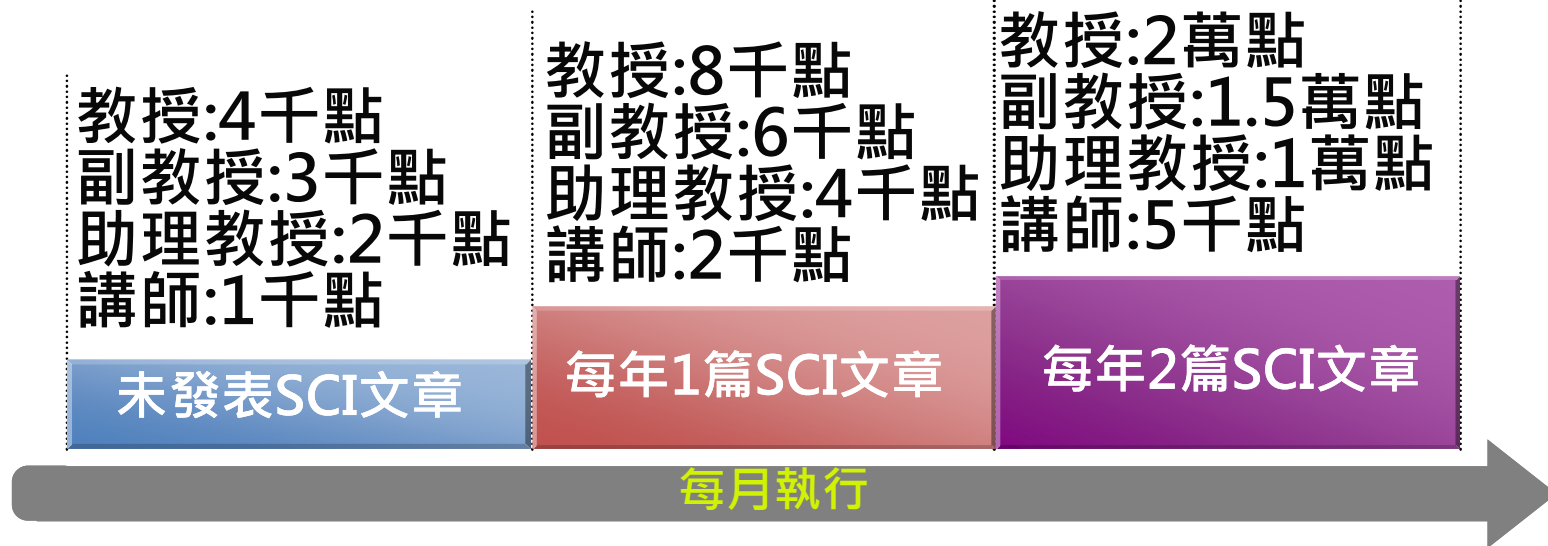 教授:4千點
副教授:3千點
助理教授:2千點
講師:1千點
未發表SCI文章
教授:8千點
副教授:6千點
助理教授:4千點
講師:2千點
每年1篇SCI文章
教授:2萬點
副教授:1.5萬點
助理教授:1萬點
講師:5千點
每年2篇SCI文章
每月執行